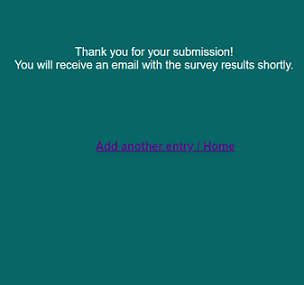 Thank you for your submission!
You will receive an email with the survey results shortly.
Add another entry / Home